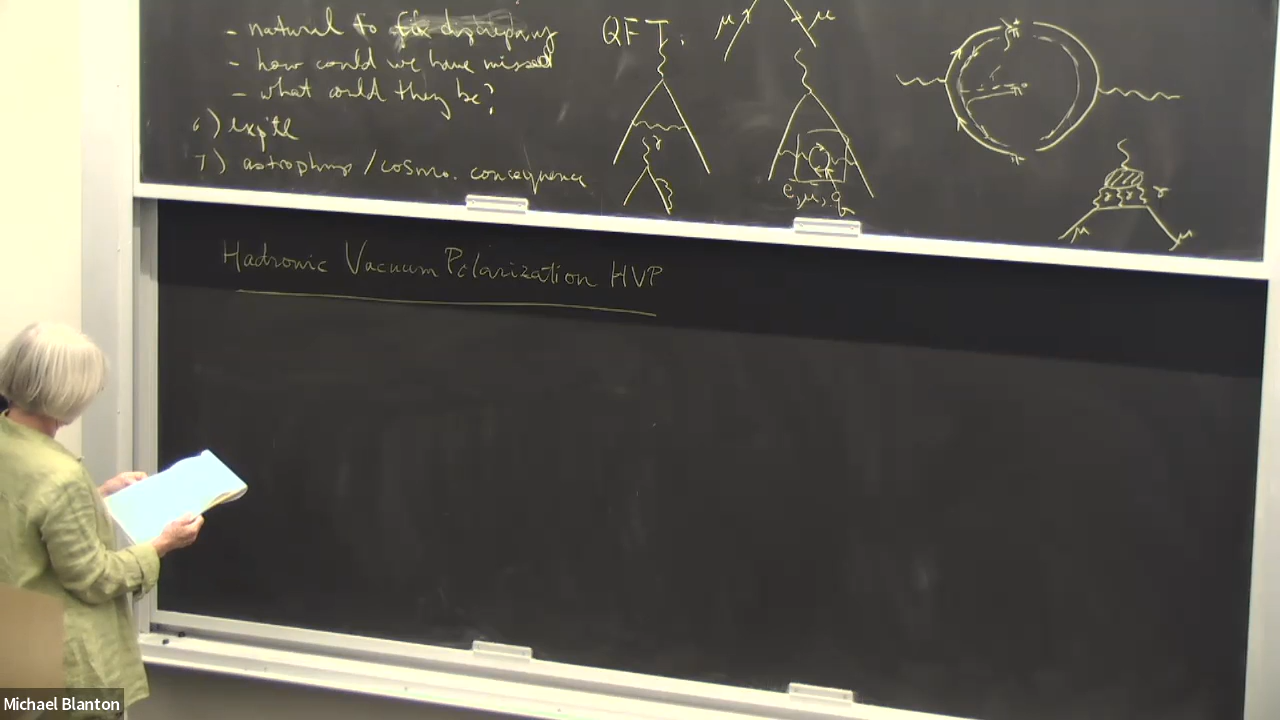 - natural to fix discrepancy
- how could we have missed
- what could they be?
6) exptl
7) astrophys / cosmo. consequence
QFT:
μ μ
γ
e, μ, q
γ
μ μ
Hadronic Vacuum Polarization HVP
Michael Blanton